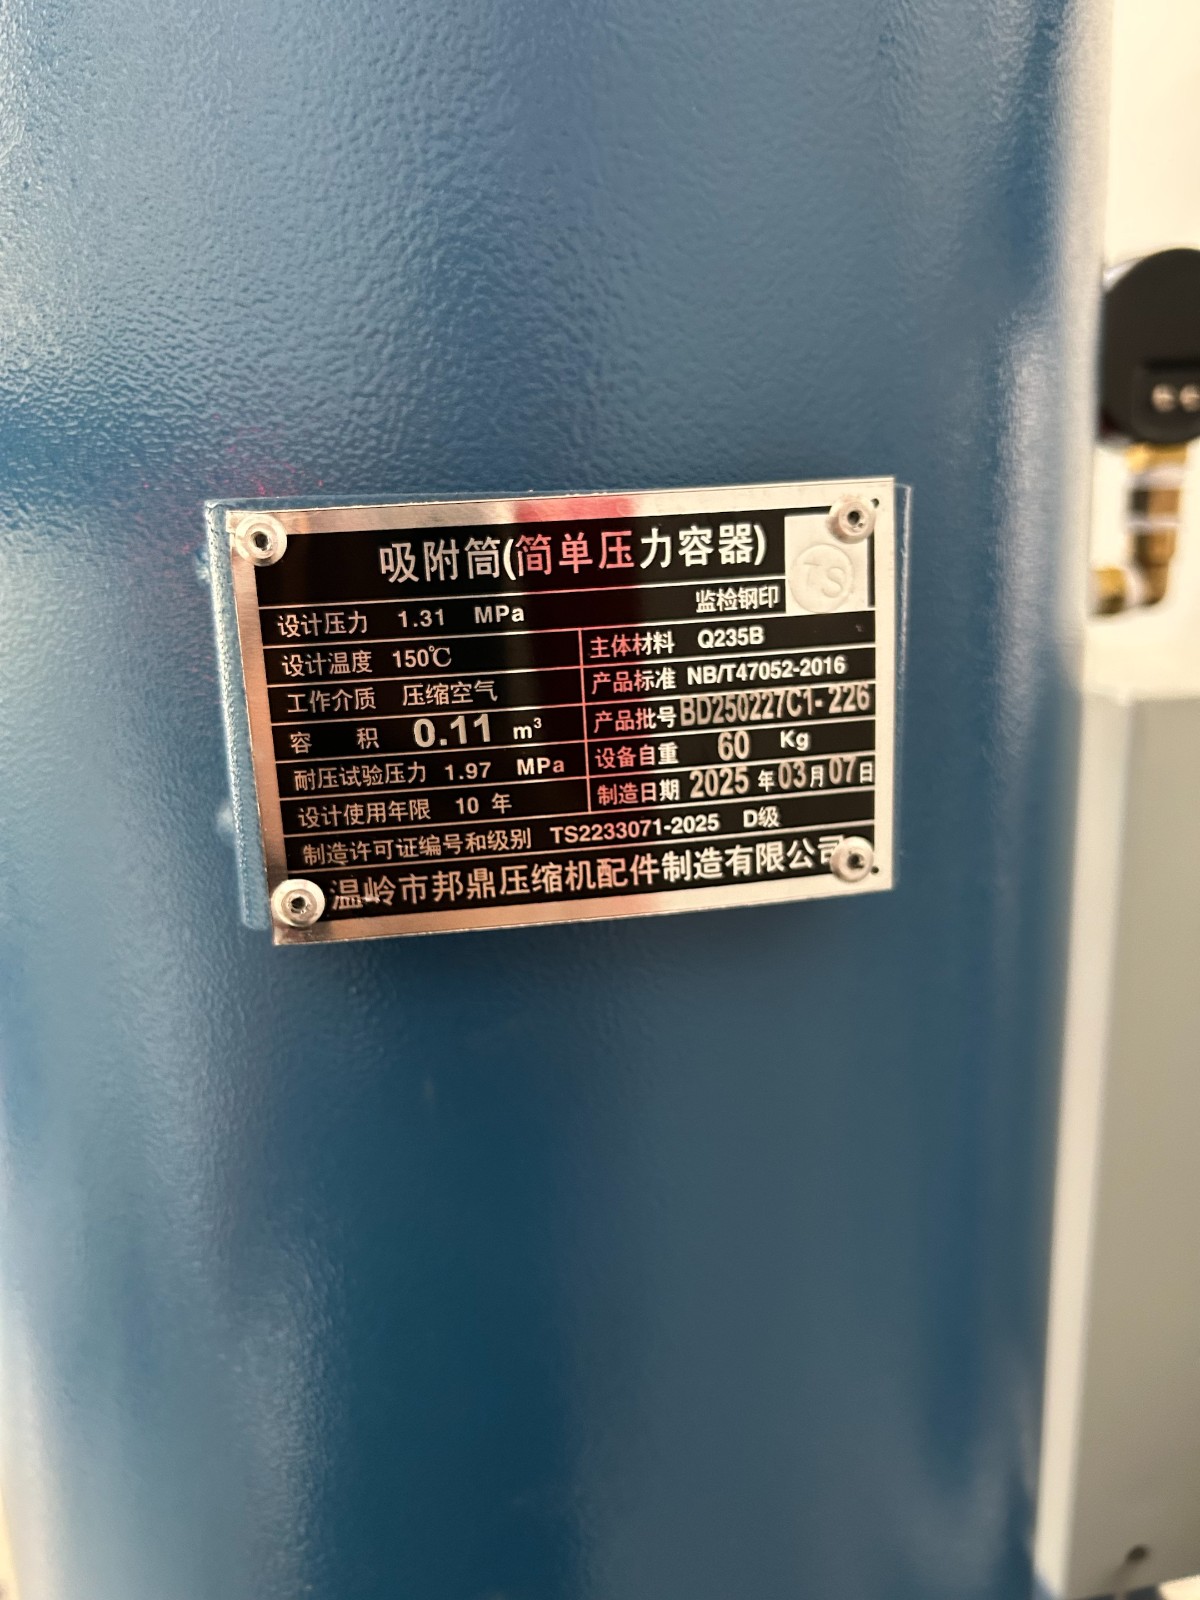 吸附筒(简单压力容器)
TS
监检钢印
设计压力 1.31 MPa
设计温度 150℃
主体材料 Q235B
工作介质 压缩空气
产品标准 NB/T47052-2016
容 积 0.11 m³
产品批号 BD250227C1-226
耐压试验压力 1.97 MPa
设备自重 60 Kg
设计使用年限 10 年
制造日期 2025 年 03 月 07 日
制造许可证编号和级别 TS2233071-2025 D级
温岭市邦鼎压缩机配件制造有限公司